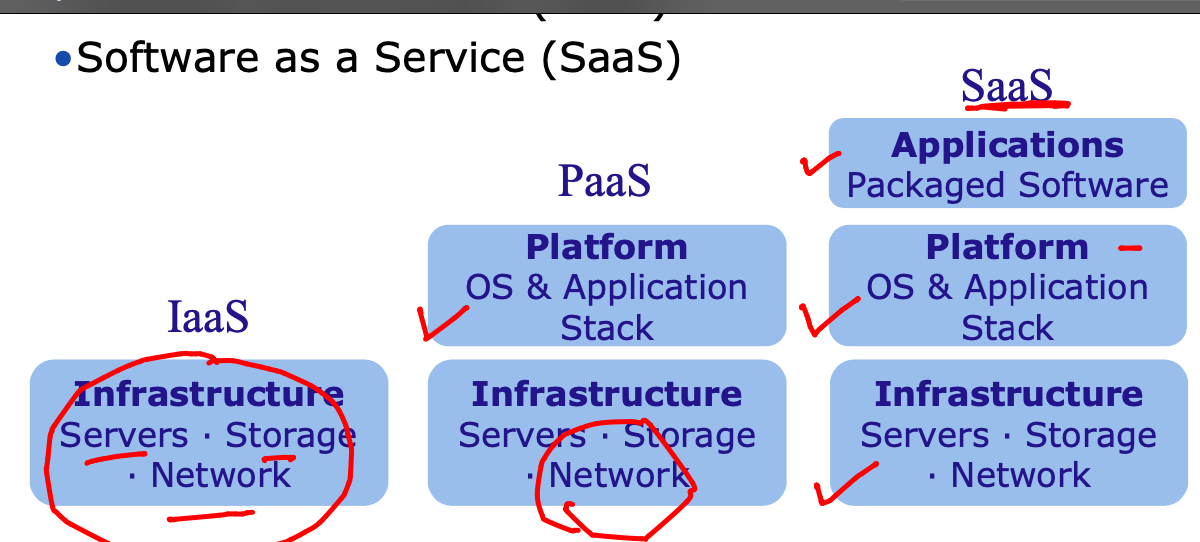 •Software as a Service (SaaS)
SaaS
Applications
Packaged Software
PaaS
Platform
OS & Application
Stack
Platform
OS & Application
Stack
IaaS
Infrastructure
Servers · Storage
· Network
Infrastructure
Servers · Storage
· Network
Infrastructure
Servers · Storage
· Network